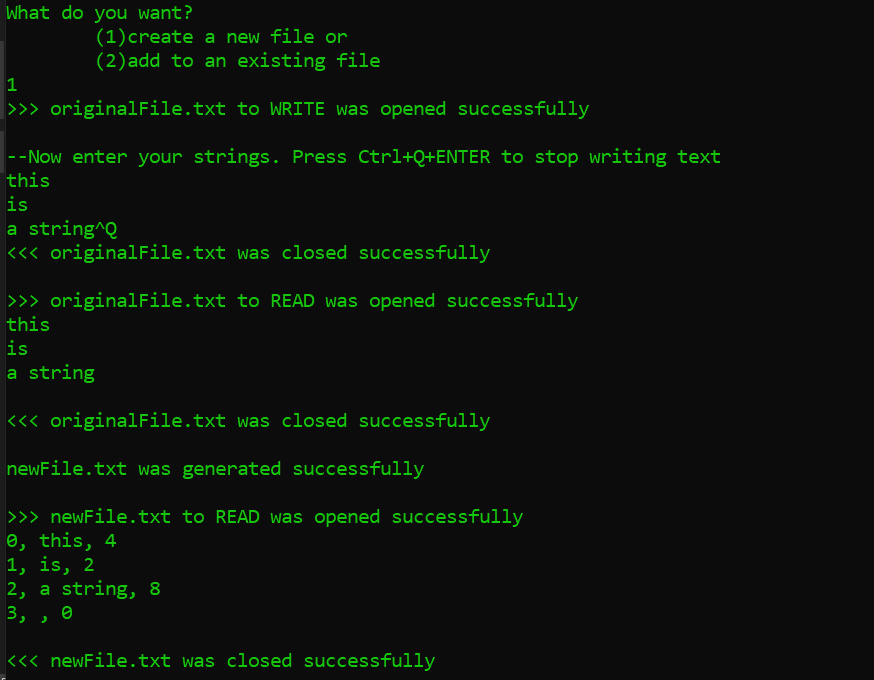 What do you want?
(1)create a new file or
(2)add to an existing file
1
>>> originalFile.txt to WRITE was opened successfully
--Now enter your strings. Press Ctrl+Q+ENTER to stop writing text
this
is
a string^Q
<<< originalFile.txt was closed successfully
>>> originalFile.txt to READ was opened successfully
this
is
a string
<<< originalFile.txt was closed successfully
newFile.txt was generated successfully
>>> newFile.txt to READ was opened successfully
0, this, 4
1, is, 2
2, a string, 8
3, , 0
<<< newFile.txt was closed successfully